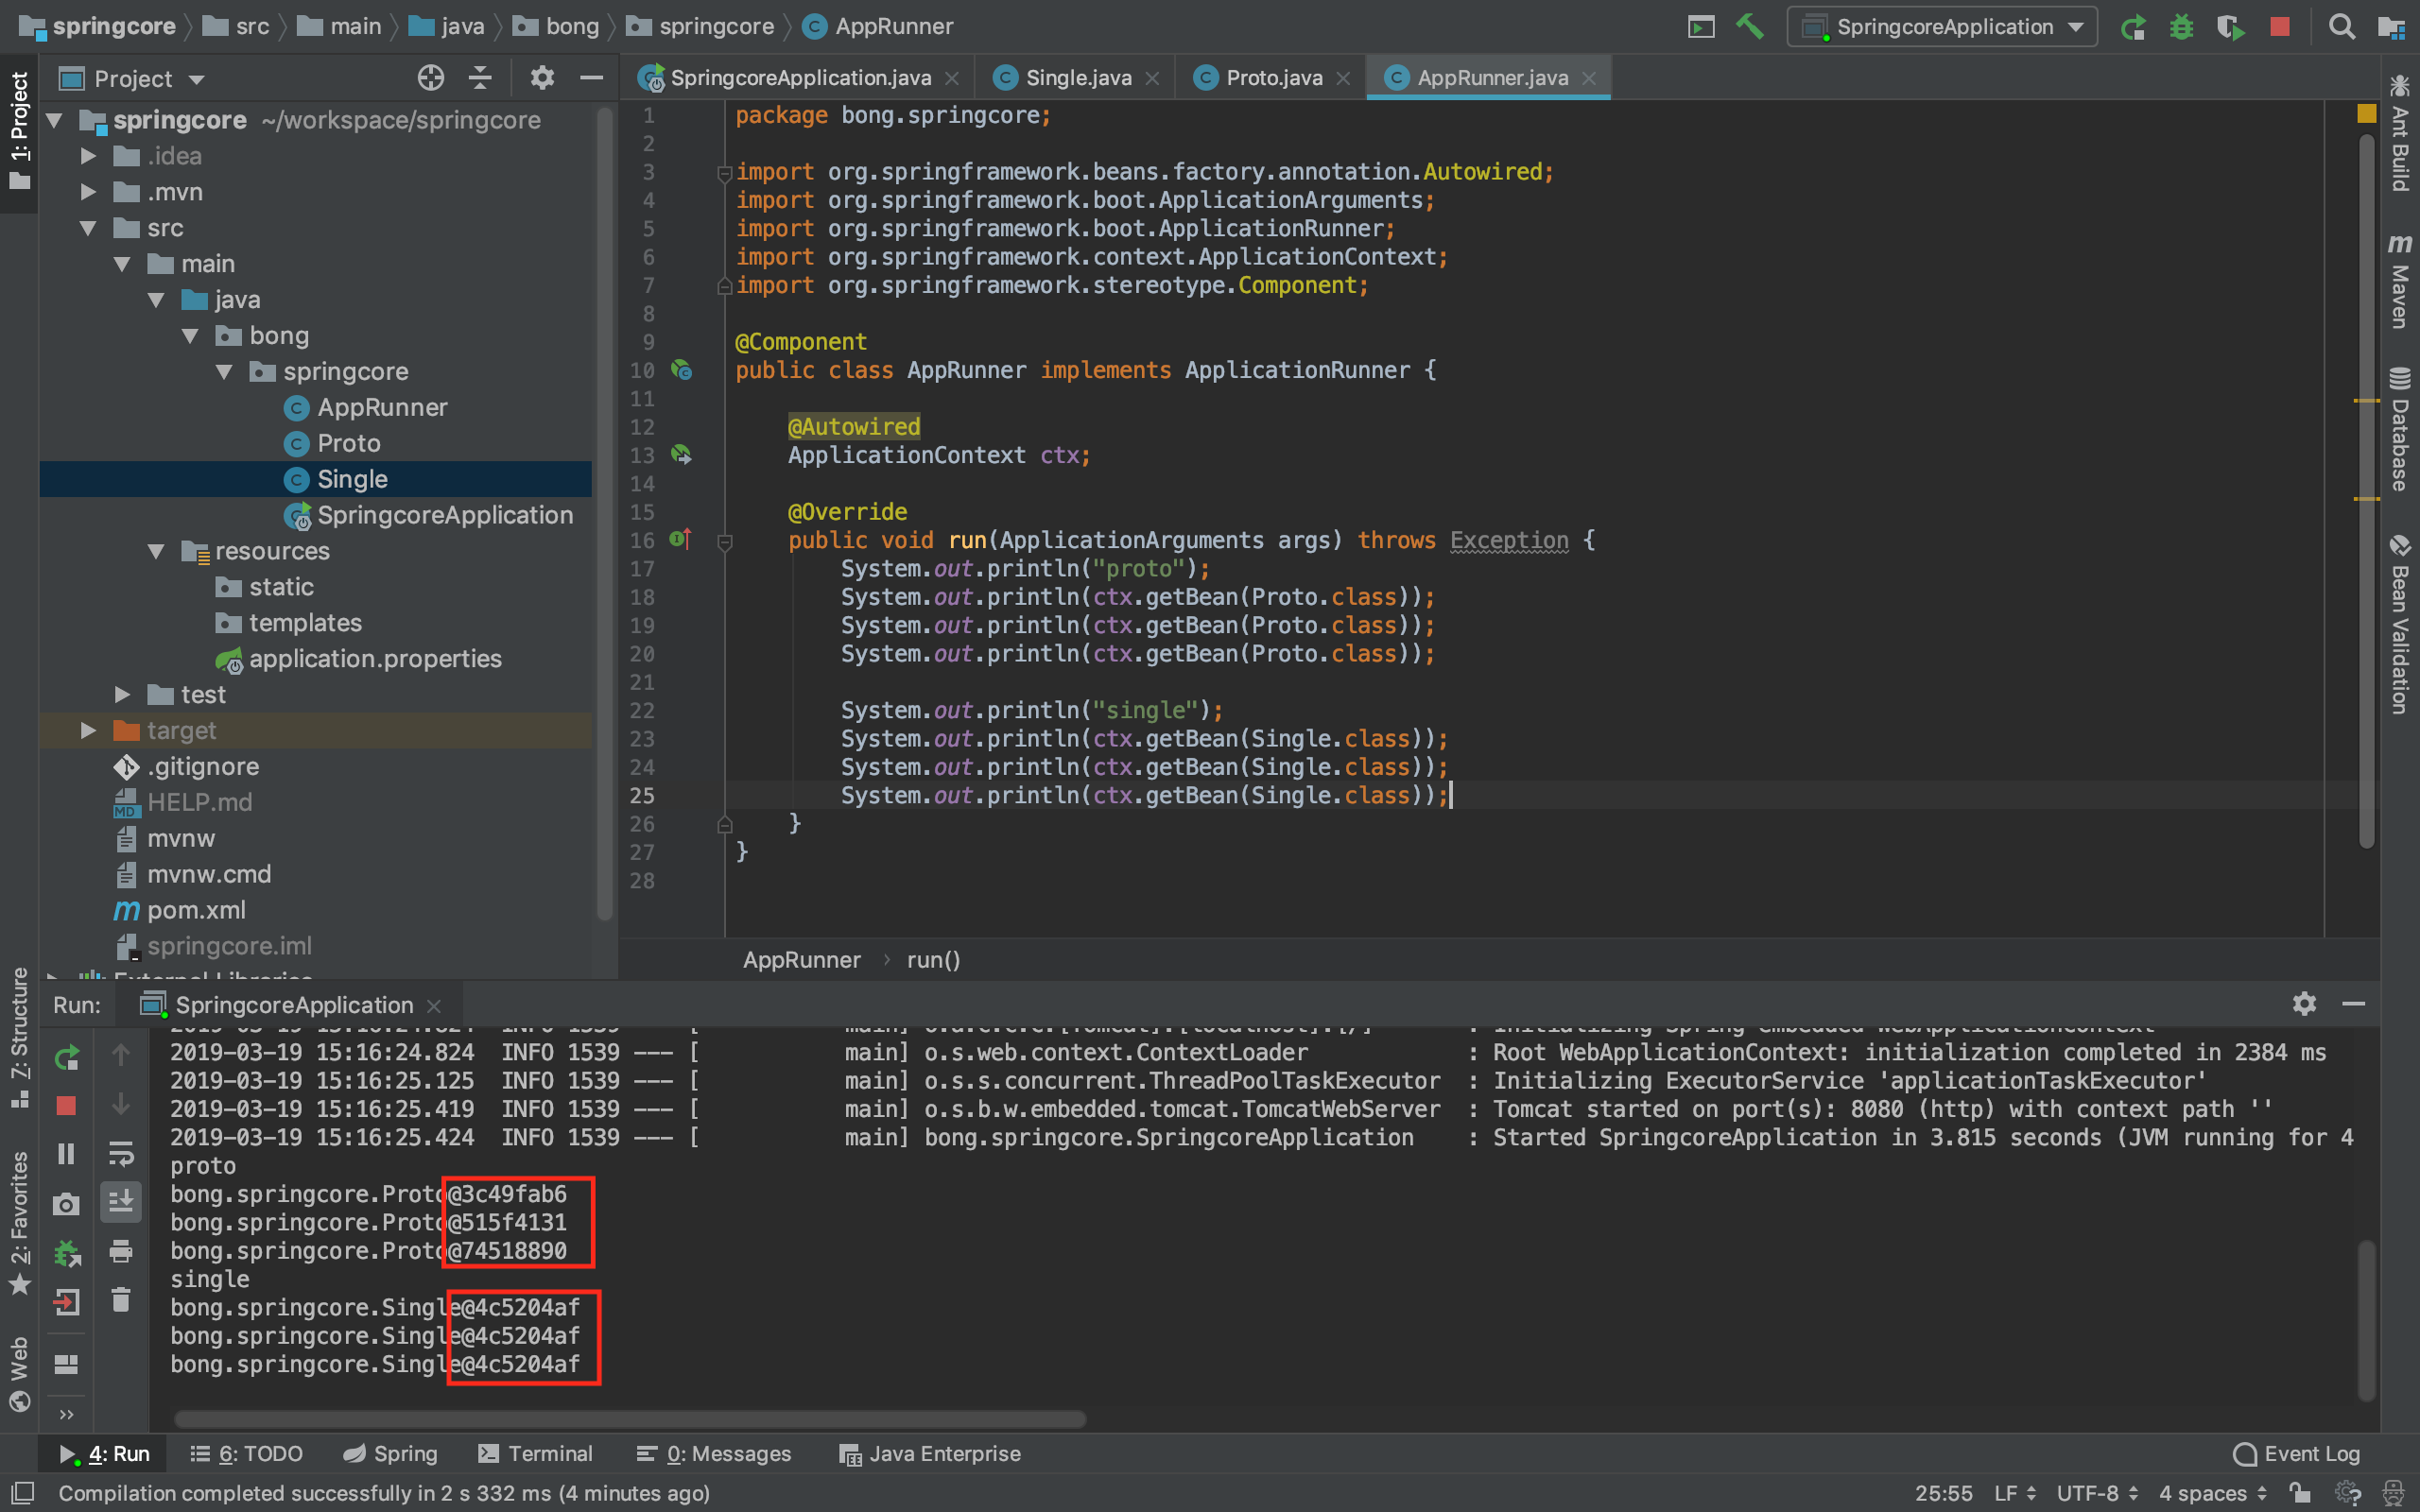 springcore src main java bong springcore AppRunner SpringcoreApplication
1: Project
Project
springcore ~/workspace/springcore
.idea
.mvn
src
main
java
bong
springcore
AppRunner
Proto
Single
SpringcoreApplication
resources
static
templates
application.properties
test
target
.gitignore
HELP.md
mvnw
mvnw.cmd
pom.xml
springcore.iml
External Libraries
SpringcoreApplication.java Single.java Proto.java AppRunner.java
1 package bong.springcore;
2
3 import org.springframework.beans.factory.annotation.Autowired;
4 import org.springframework.boot.ApplicationArguments;
5 import org.springframework.boot.ApplicationRunner;
6 import org.springframework.context.ApplicationContext;
7 import org.springframework.stereotype.Component;
8
9 @Component
10 public class AppRunner implements ApplicationRunner {
11
12 @Autowired
13 ApplicationContext ctx;
14
15 @Override
16 public void run(ApplicationArguments args) throws Exception {
17 System.out.println("proto");
18 System.out.println(ctx.getBean(Proto.class));
19 System.out.println(ctx.getBean(Proto.class));
20 System.out.println(ctx.getBean(Proto.class));
21
22 System.out.println("single");
23 System.out.println(ctx.getBean(Single.class));
24 System.out.println(ctx.getBean(Single.class));
25 System.out.println(ctx.getBean(Single.class));
26 }
27 }
28
AppRunner › run()
Ant Build
Maven
Database
Bean Validation
7: Structure
2: Favorites
Web
Run: SpringcoreApplication
2019-03-19 15:16:24.824 INFO 1539 --- [ main] o.s.web.context.ContextLoader : Root WebApplicationContext: initialization completed in 2384 ms
2019-03-19 15:16:25.125 INFO 1539 --- [ main] o.s.s.concurrent.ThreadPoolTaskExecutor : Initializing ExecutorService 'applicationTaskExecutor'
2019-03-19 15:16:25.419 INFO 1539 --- [ main] o.s.b.w.embedded.tomcat.TomcatWebServer : Tomcat started on port(s): 8080 (http) with context path ''
2019-03-19 15:16:25.424 INFO 1539 --- [ main] bong.springcore.SpringcoreApplication : Started SpringcoreApplication in 3.815 seconds (JVM running for 4
proto
bong.springcore.Proto@3c49fab6
bong.springcore.Proto@515f4131
bong.springcore.Proto@74518890
single
bong.springcore.Single@4c5204af
bong.springcore.Single@4c5204af
bong.springcore.Single@4c5204af
4: Run 6: TODO Spring Terminal 0: Messages Java Enterprise Event Log
Compilation completed successfully in 2 s 332 ms (4 minutes ago) 25:55 LF UTF-8 4 spaces